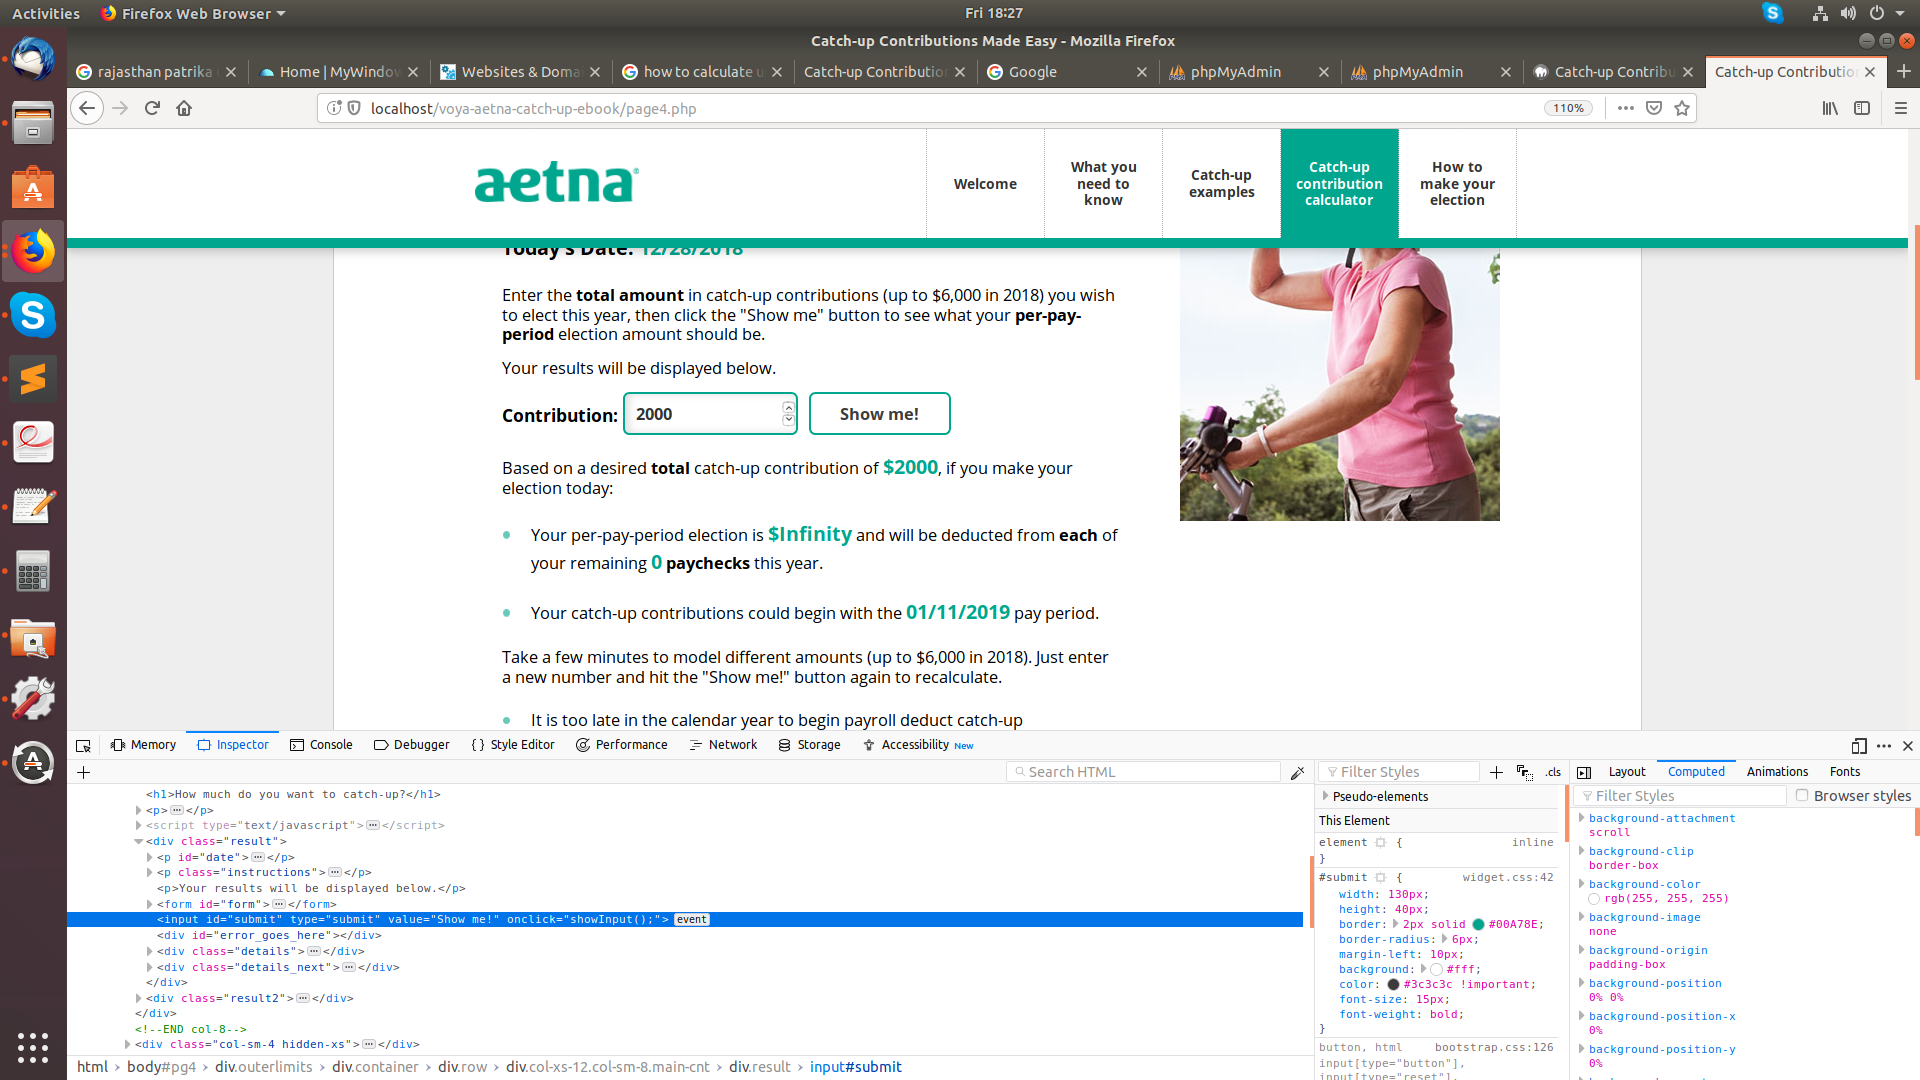 Activities Firefox Web Browser Fri 18:27
Catch-up Contributions Made Easy - Mozilla Firefox
rajasthan patrika Home | MyWindow Websites & Doma how to calculate u Catch-up Contribution Google phpMyAdmin phpMyAdmin Catch-up Contribu Catch-up Contributio
localhost/voya-aetna-catch-up-ebook/page4.php 110%
aetna
Welcome
What you
need to
know
Catch-up
examples
Catch-up
contribution
calculator
How to
make your
election
Today's Date: 12/28/2018
Enter the total amount in catch-up contributions (up to $6,000 in 2018) you wish
to elect this year, then click the "Show me" button to see what your per-pay-
period election amount should be.
Your results will be displayed below.
Contribution: 2000 Show me!
Based on a desired total catch-up contribution of $2000, if you make your
election today:
Your per-pay-period election is $Infinity and will be deducted from each of
your remaining 0 paychecks this year.
Your catch-up contributions could begin with the 01/11/2019 pay period.
Take a few minutes to model different amounts (up to $6,000 in 2018). Just enter
a new number and hit the "Show me!" button again to recalculate.
It is too late in the calendar year to begin payroll deduct catch-up
Memory Inspector Console Debugger Style Editor Performance Network Storage Accessibility New
Search HTML
<h1>How much do you want to catch-up?</h1>
<p></p>
<script type="text/javascript"></script>
<div class="result">
<p id="date"></p>
<p class="instructions"></p>
<p>Your results will be displayed below.</p>
<form id="form"></form>
<input id="submit" type="submit" value="Show me!" onclick="showInput();"> event
<div id="error_goes_here"></div>
<div class="details"></div>
<div class="details_next"></div>
</div>
<div class="result2"></div>
</div>
<!--END col-8-->
<div class="col-sm-4 hidden-xs"></div>
html › body#pg4 › div.outerlimits › div.container › div.row › div.col-xs-12.col-sm-8.main-cnt › div.result › input#submit
Filter Styles + .cls
Pseudo-elements
This Element
element { inline
}
#submit { widget.css:42
width: 130px;
height: 40px;
border: 2px solid #00A78E;
border-radius: 6px;
margin-left: 10px;
background: #fff;
color: #3c3c3c !important;
font-size: 15px;
font-weight: bold;
}
button, html bootstrap.css:126
input[type="button"],
input[type="reset"],
Layout Computed Animations Fonts
Filter Styles Browser styles
background-attachment
scroll
background-clip
border-box
background-color
rgb(255, 255, 255)
background-image
none
background-origin
padding-box
background-position
0% 0%
background-position-x
0%
background-position-y
0%